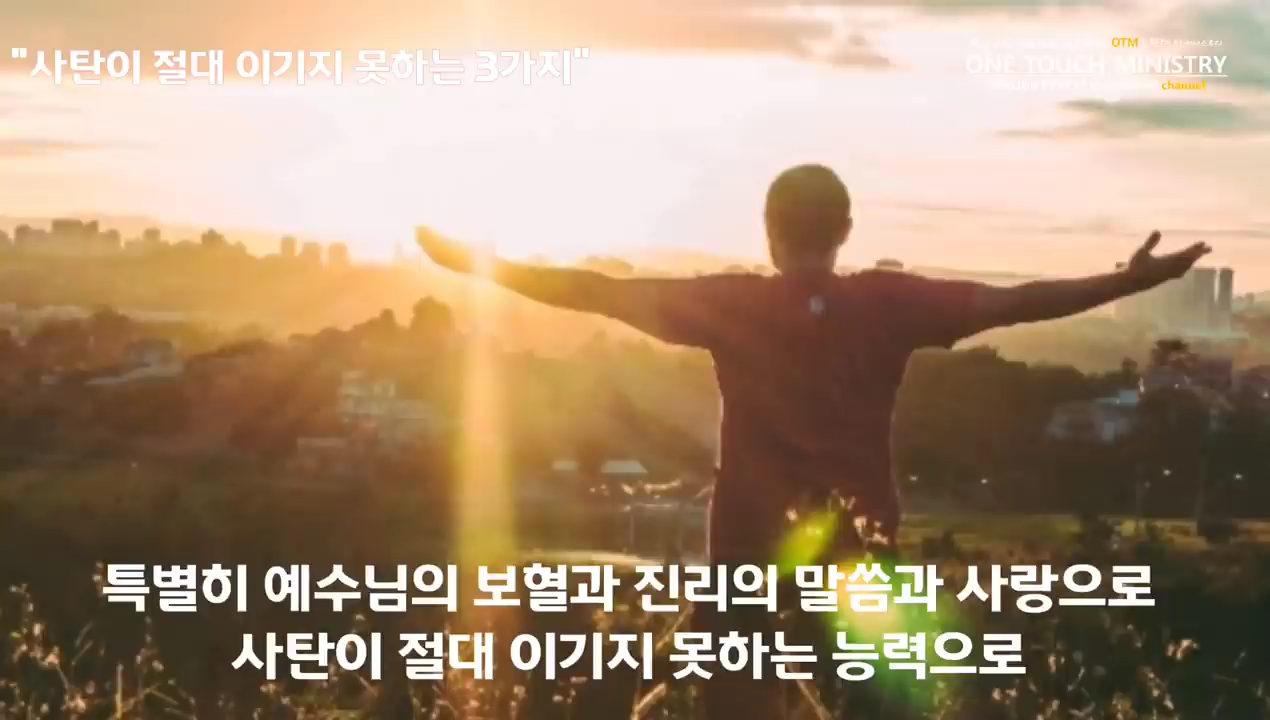 "사탄이 절대 이기지 못하는 3가지"
OTM
ONE TOUCH MINISTRY
channel
특별히 예수님의 보혈과 진리의 말씀과 사랑으로
사탄이 절대 이기지 못하는 능력으로